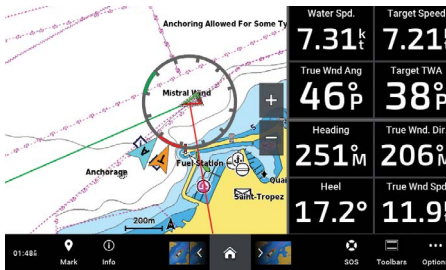 Anchoring Allowed For Some Ty
Mistral Wind
Fuel Station
Anchorage
Quai
Saint-Tropez
200m
A
A
T
+
−
Water Spd.
7.31 kt
Target Speed
7.21
True Wnd Ang
46°P
Target TWA
38°P
Heading
251°M
True Wnd. Dir
206°M
Heel
17.2°
True Wnd Spd
11.9
01:48
Mark
Info
SOS
Toolbars
Option